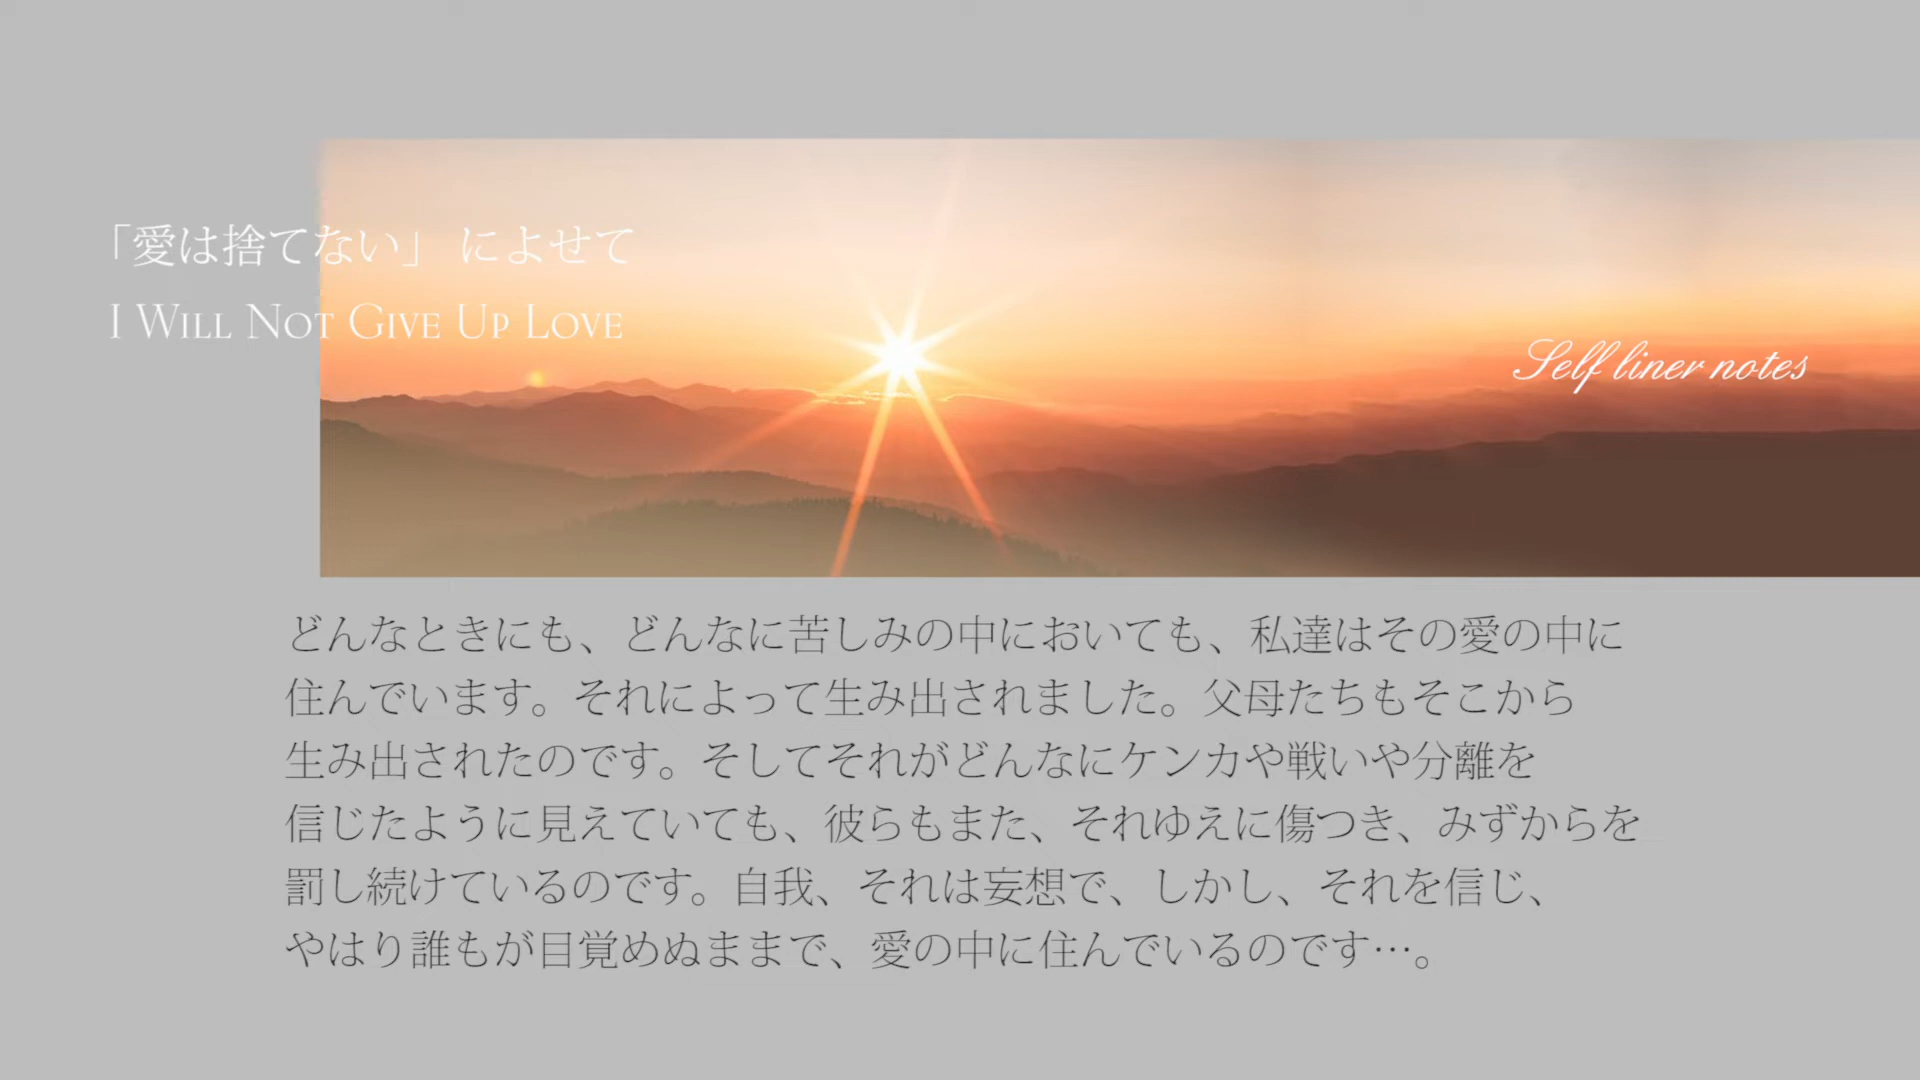 「愛は捨てない」 によせて
I Will Not Give Up Love
Self liner notes
どんなときにも、どんなに苦しみの中においても、私達はその愛の中に
住んでいます。それによって生み出されました。父母たちもそこから
生み出されたのです。そしてそれがどんなにケンカや戦いや分離を
信じたように見えていても、彼らもまた、それゆえに傷つき、みずからを
罰し続けているのです。自我、それは妄想で、しかし、それを信じ、
やはり誰もが目覚めぬままで、愛の中に住んでいるのです…。